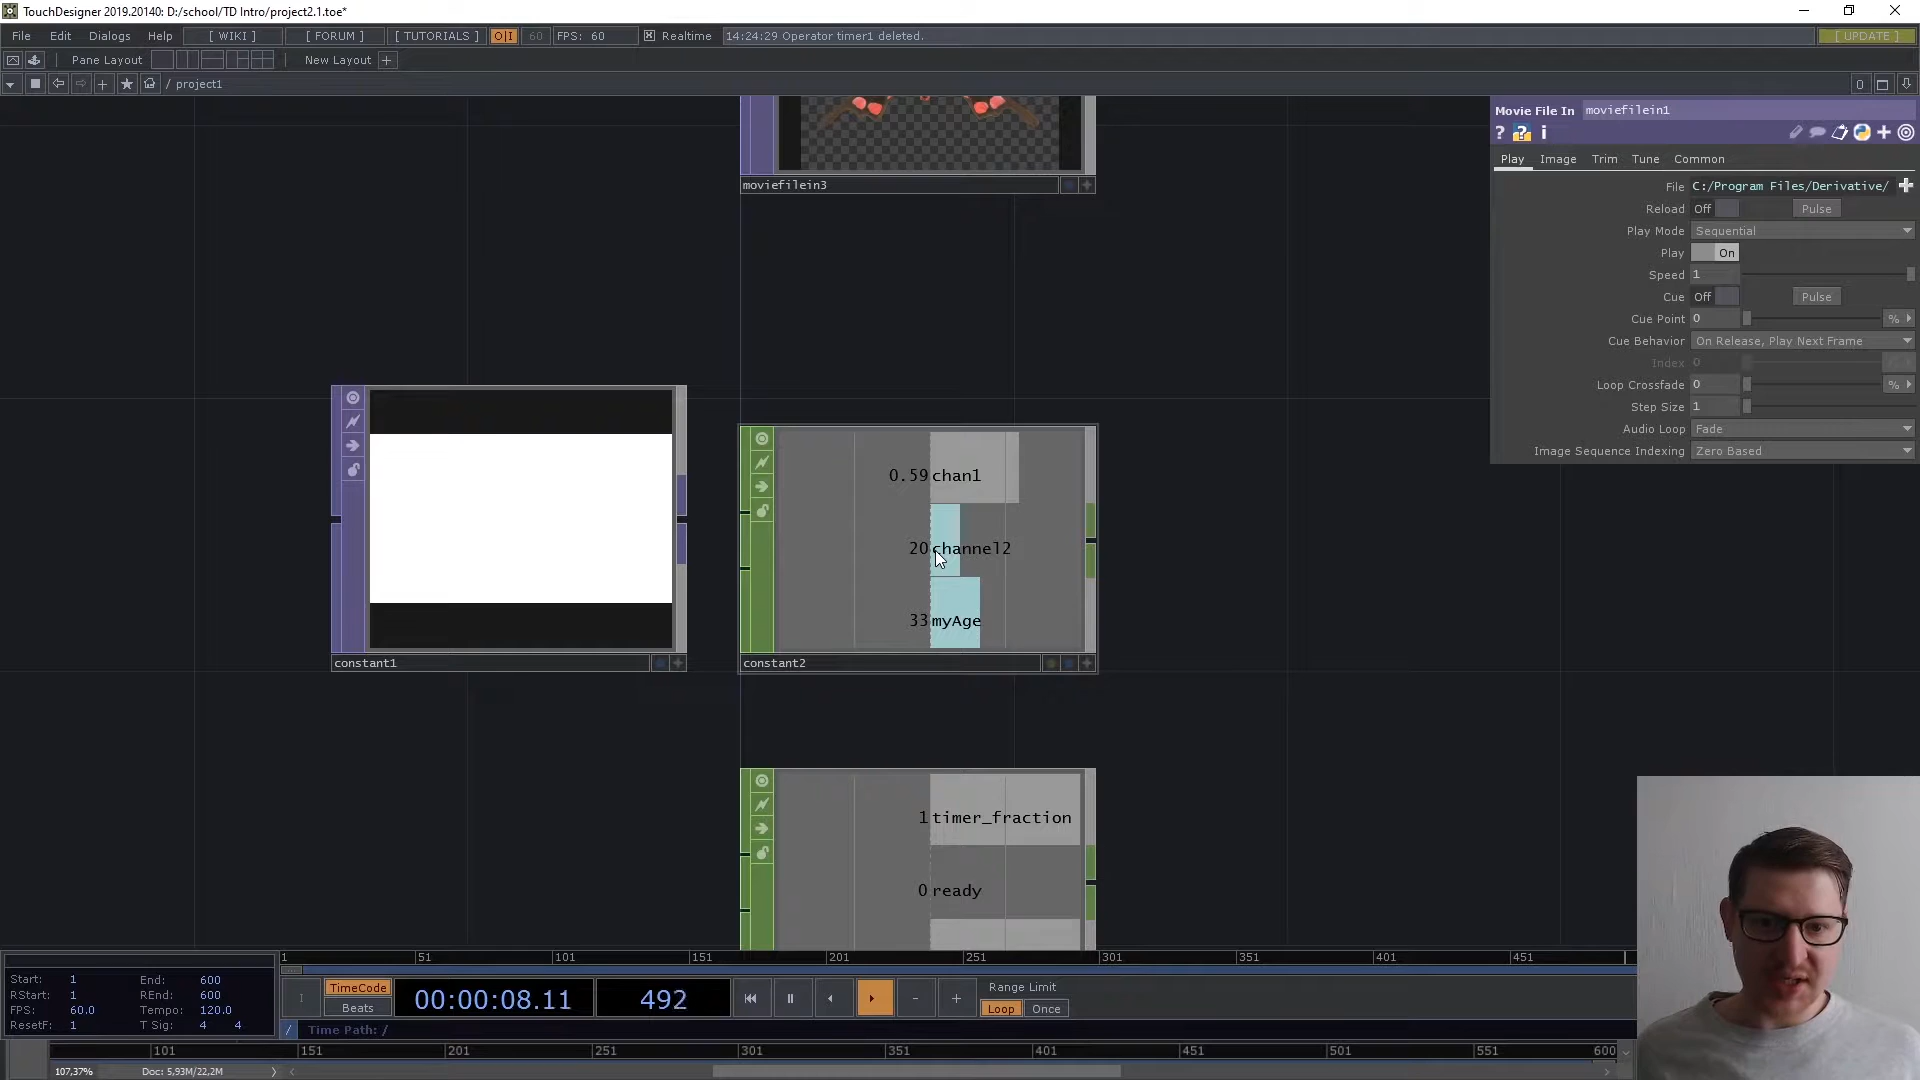 TouchDesigner 2019.20140: D:/school/TD Intro/project2.1.toe*
File Edit Dialogs Help [ WIKI ] [ FORUM ] [ TUTORIALS ] O|I 60 FPS: 60 Realtime 14:24:29 Operator timer1 deleted. [ UPDATE ]
Pane Layout New Layout +
/ project1 0
Movie File In moviefilein1
? ? i
Play Image Trim Tune Common
File C:/Program Files/Derivative/
Reload Off Pulse
Play Mode Sequential
Play On
Speed 1
Cue Off Pulse
Cue Point 0 %
Cue Behavior On Release, Play Next Frame
Index 0
Loop Crossfade 0 %
Step Size 1
Audio Loop Fade
Image Sequence Indexing Zero Based
moviefilein3
0.59 chan1
20 channel2
33 myAge
constant1
constant2
1 timer_fraction
0 ready
1 51 101 151 201 251 301 351 401 451
Start: 1 End: 600
RStart: 1 REnd: 600
FPS: 60.0 Tempo: 120.0
ResetF: 1 T Sig: 4 4
TimeCode
Beats
00:00:08.11
492
Range Limit
Loop Once
/ Time Path: /
101 151 201 251 301 351 401 451 501 551 600
107,37% Doc: 5,93M/22,2M